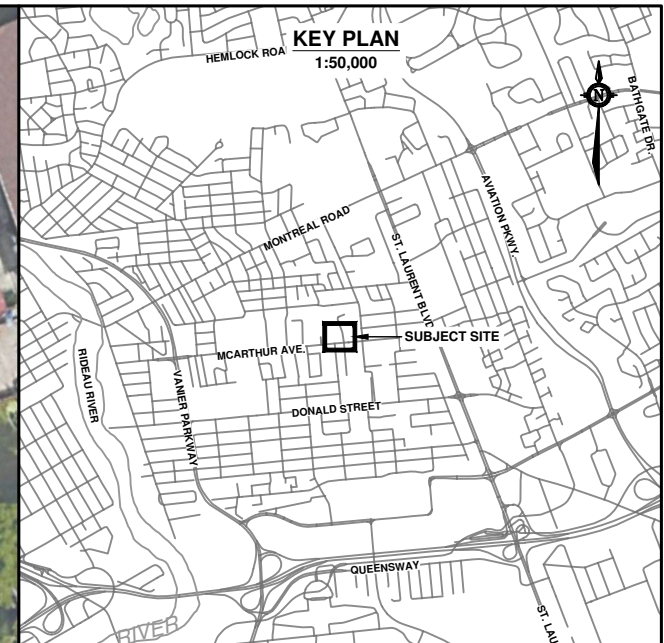 KEY PLAN
1:50,000
HEMLOCK ROA
N
BATHGATE DR.
AVIATION PKWY.
MONTREAL ROAD
ST. LAURENT BLVD
SUBJECT SITE
MCARTHUR AVE.
RIDEAU RIVER
VANIER PARKWAY
DONALD STREET
QUEENSWAY
RIVER
ST. LAU